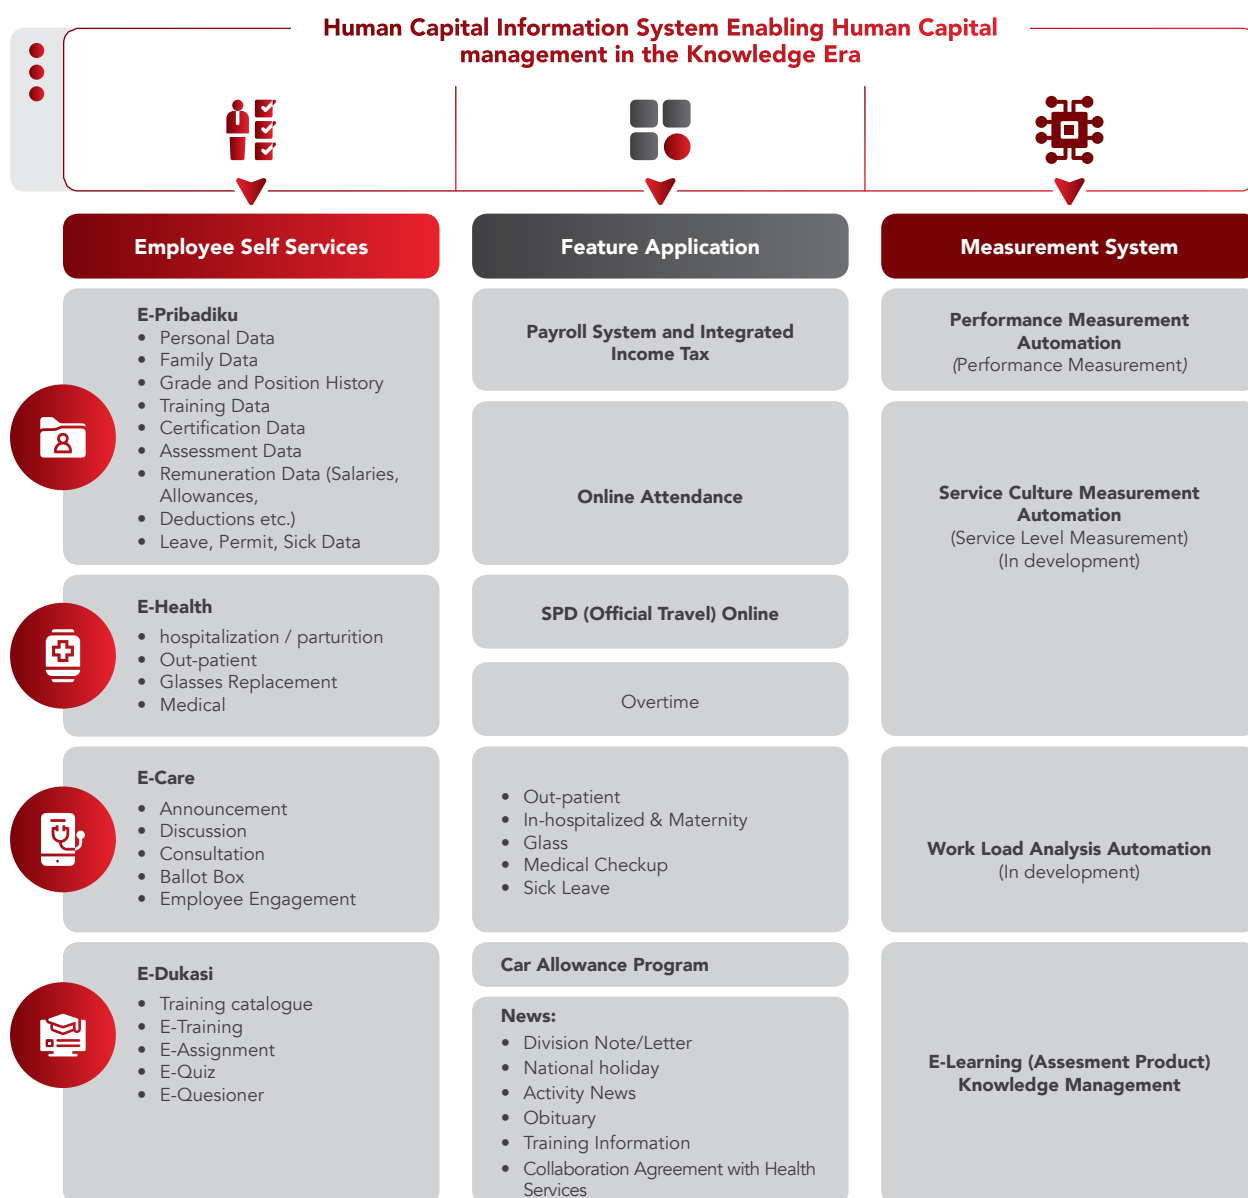 Human Capital Information System Enabling Human Capital
management in the Knowledge Era
Employee Self Services
E-Pribadiku
• Personal Data
• Family Data
• Grade and Position History
• Training Data
• Certification Data
• Assessment Data
• Remuneration Data (Salaries,
Allowances,
• Deductions etc.)
• Leave, Permit, Sick Data
E-Health
• hospitalization / parturition
• Out-patient
• Glasses Replacement
• Medical
E-Care
• Announcement
• Discussion
• Consultation
• Ballot Box
• Employee Engagement
E-Dukasi
• Training catalogue
• E-Training
• E-Assignment
• E-Quiz
• E-Quesioner
Feature Application
Payroll System and Integrated
Income Tax
Online Attendance
SPD (Official Travel) Online
Overtime
• Out-patient
• In-hospitalized & Maternity
• Glass
• Medical Checkup
• Sick Leave
Car Allowance Program
News:
• Division Note/Letter
• National holiday
• Activity News
• Obituary
• Training Information
• Collaboration Agreement with Health
Services
Measurement System
Performance Measurement
Automation
(Performance Measurement)
Service Culture Measurement
Automation
(Service Level Measurement)
(In development)
Work Load Analysis Automation
(In development)
E-Learning (Assesment Product)
Knowledge Management